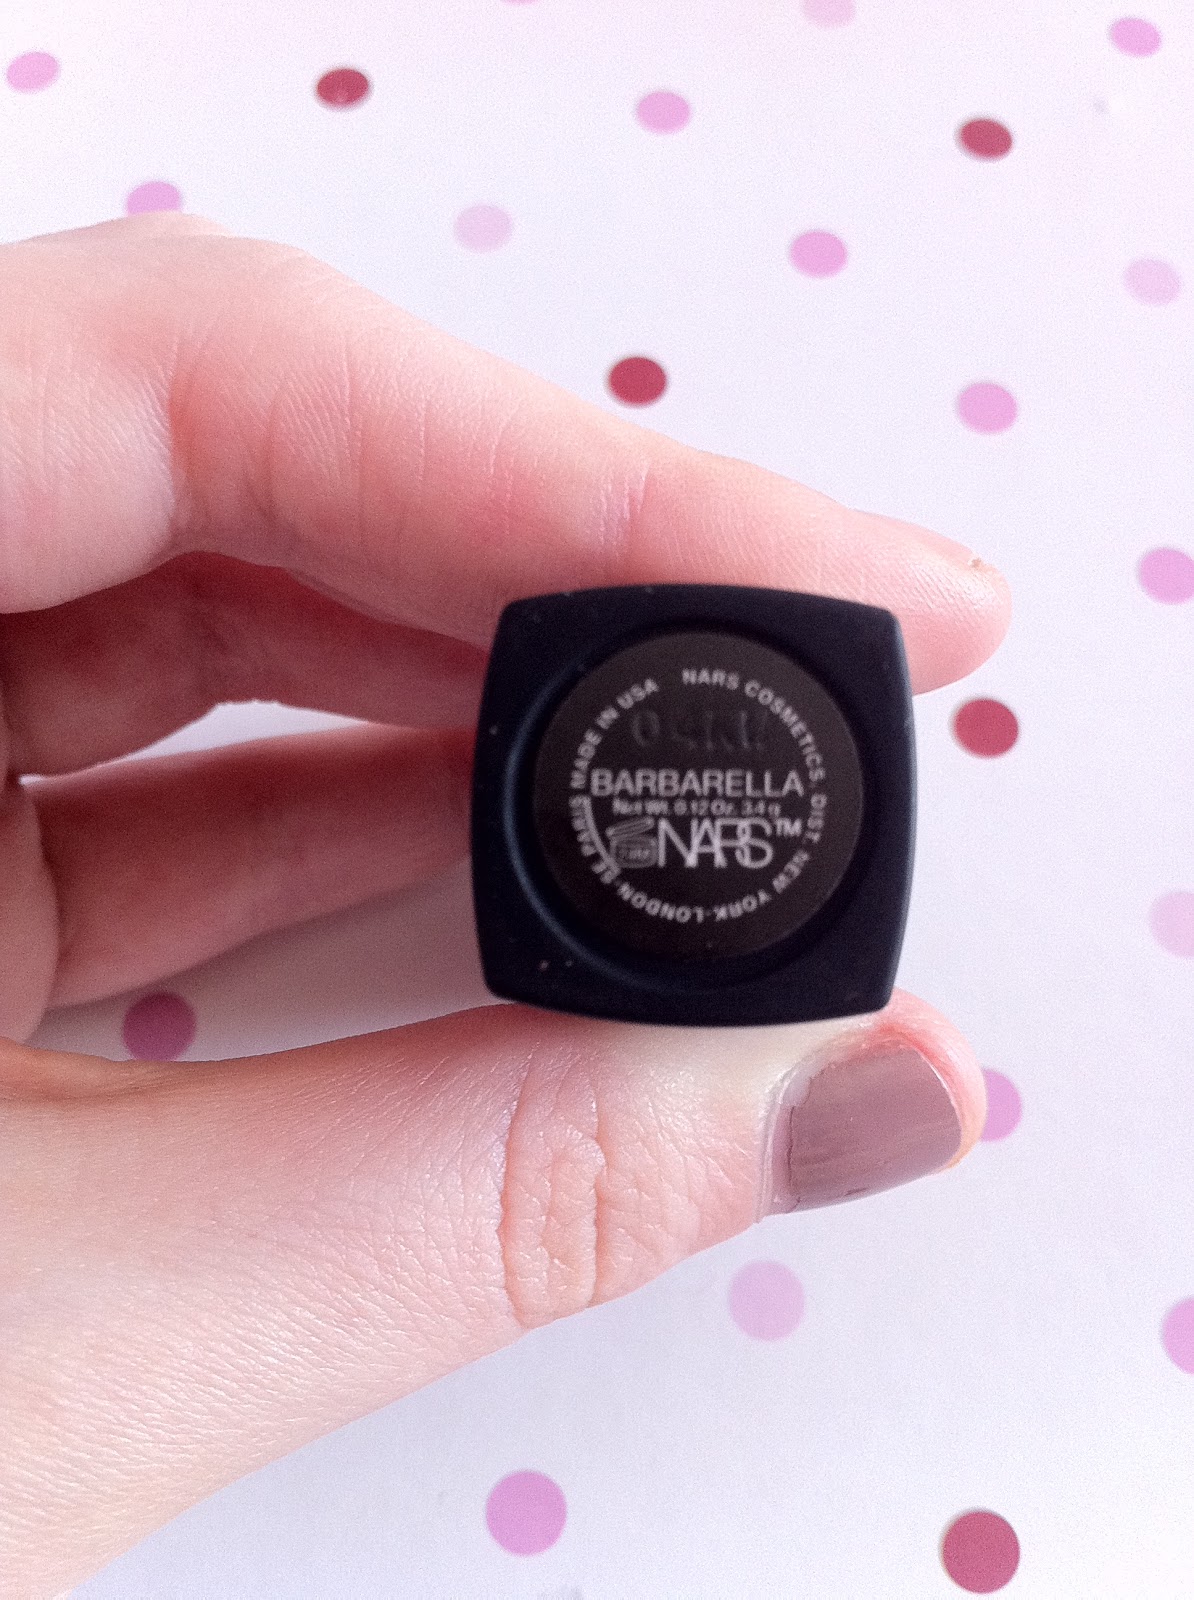 MADE IN USA
NARS COSMETICS, DIST. NEW YORK-LONDON-SE PARIS
BARBARELLA
Net Wt. 0.12 Oz. 3.4 g
NARS™